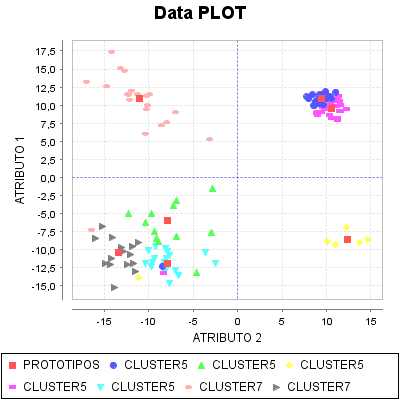 Data PLOT
ATRIBUTO 1
17,5
15,0
12,5
10,0
7,5
5,0
2,5
0,0
-2,5
-5,0
-7,5
-10,0
-12,5
-15,0
-15 -10 -5 0 5 10 15
ATRIBUTO 2
PROTOTIPOS CLUSTER5 CLUSTER5 CLUSTER5
CLUSTER5 CLUSTER5 CLUSTER7 CLUSTER7